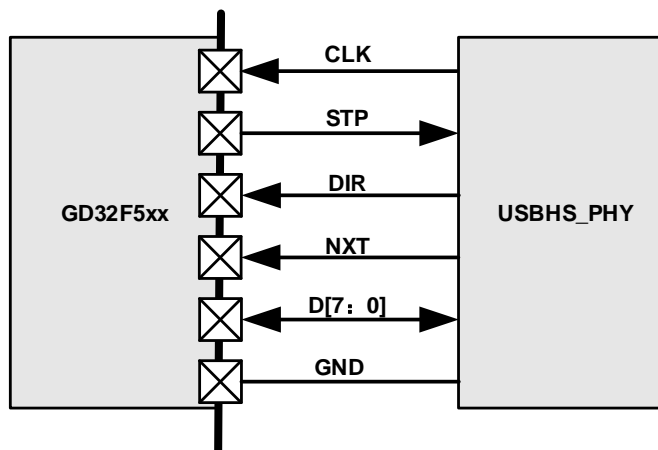 CLK
STP
DIR
GD32F5xx
USBHS_PHY
NXT
D[7：0]
GND